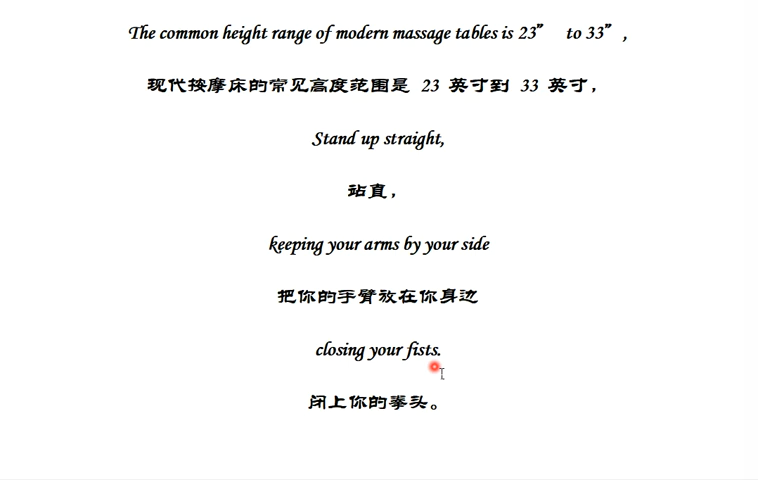 The common height range of modern massage tables is 23” to 33”,
现代按摩床的常见高度范围是 23 英寸到 33 英寸，
Stand up straight,
站直，
keeping your arms by your side
把你的手臂放在你身边
closing your fists.
闭上你的拳头。